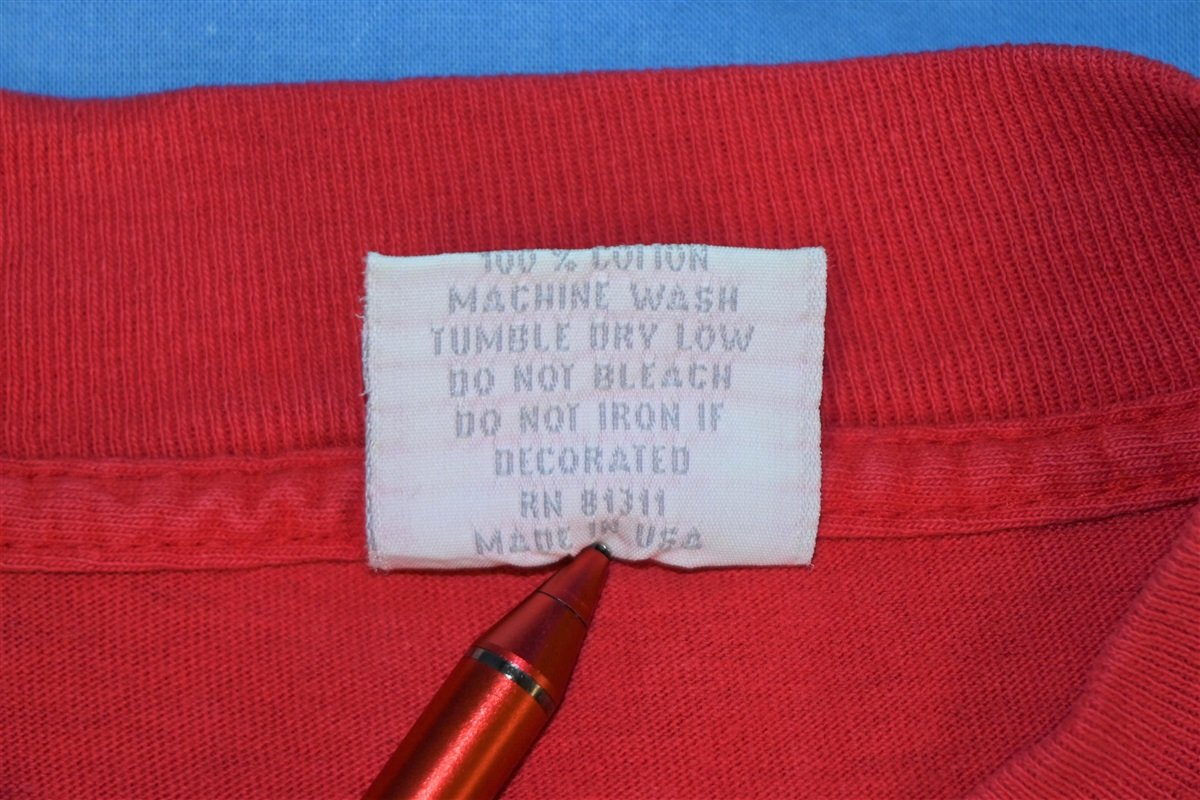 100 % COTTON
MACHINE WASH
TUMBLE DRY LOW
DO NOT BLEACH
DO NOT IRON IF
DECORATED
RN 81311
MADE IN USA